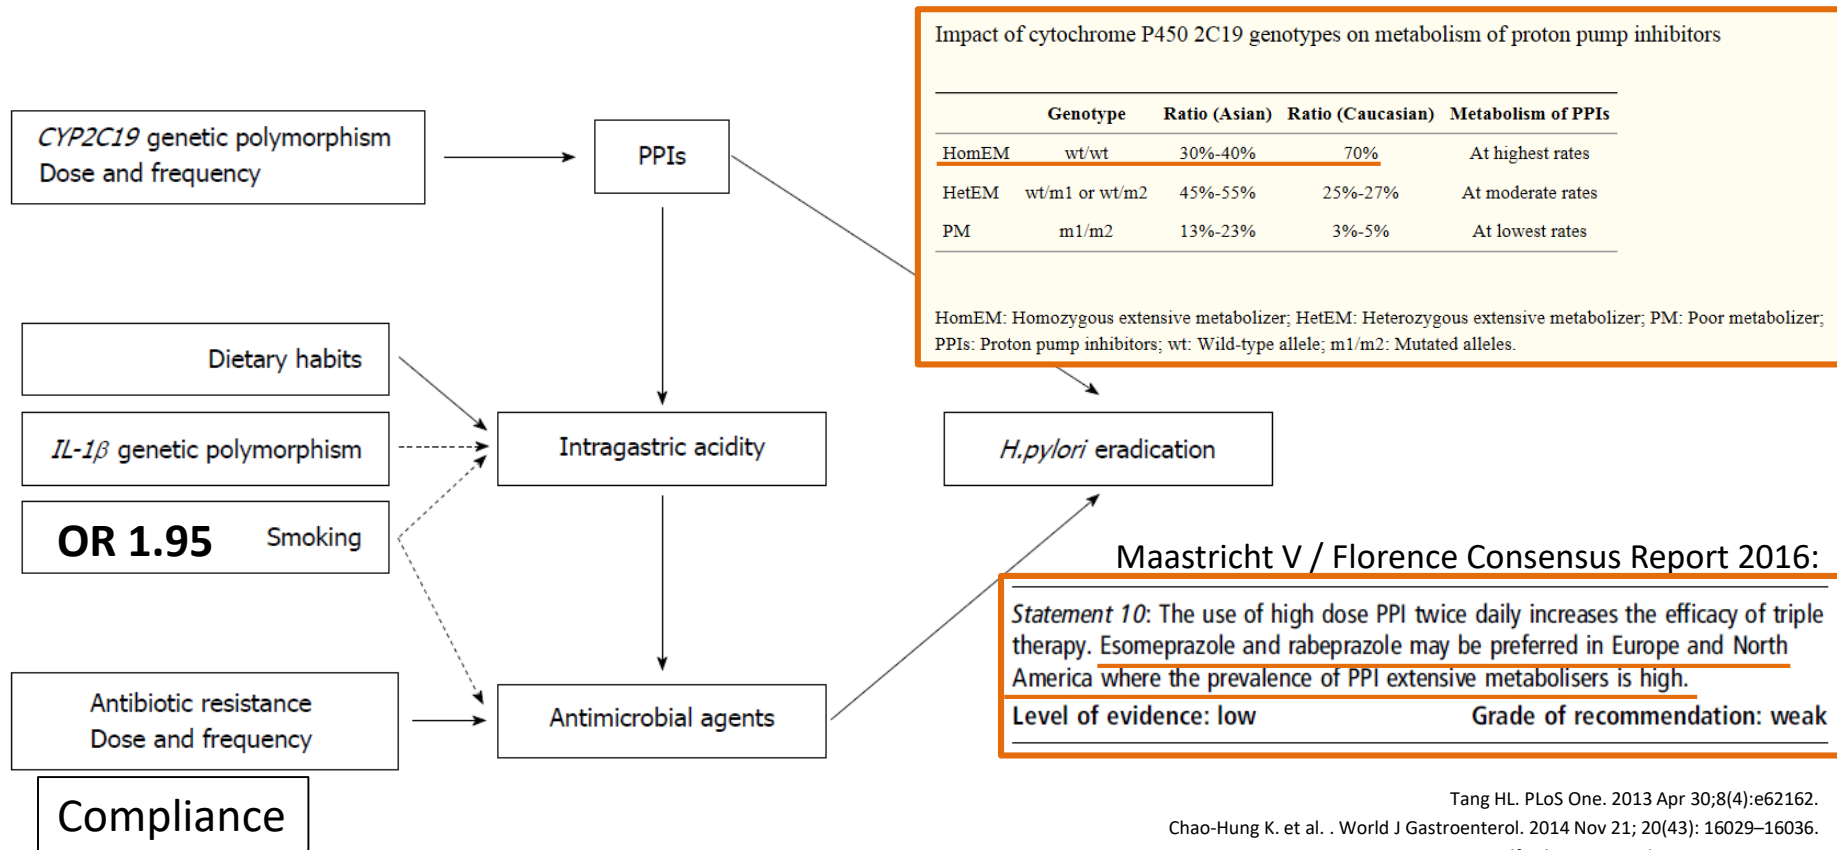 Impact of cytochrome P450 2C19 genotypes on metabolism of proton pump inhibitors
Genotype Ratio (Asian) Ratio (Caucasian) Metabolism of PPIs
HomEM wt/wt 30%-40% 70% At highest rates
HetEM wt/m1 or wt/m2 45%-55% 25%-27% At moderate rates
PM m1/m2 13%-23% 3%-5% At lowest rates
HomEM: Homozygous extensive metabolizer; HetEM: Heterozygous extensive metabolizer; PM: Poor metabolizer;
PPIs: Proton pump inhibitors; wt: Wild-type allele; m1/m2: Mutated alleles.
CYP2C19 genetic polymorphism
Dose and frequency
PPIs
Dietary habits
IL-1β genetic polymorphism
OR 1.95 Smoking
Intragastric acidity
H.pylori eradication
Antibiotic resistance
Dose and frequency
Antimicrobial agents
Compliance
Maastricht V / Florence Consensus Report 2016:
Statement 10: The use of high dose PPI twice daily increases the efficacy of triple
therapy. Esomeprazole and rabeprazole may be preferred in Europe and North
America where the prevalence of PPI extensive metabolisers is high.
Level of evidence: low Grade of recommendation: weak
Tang HL. PLoS One. 2013 Apr 30;8(4):e62162.
Chao-Hung K. et al. . World J Gastroenterol. 2014 Nov 21; 20(43): 16029–16036.